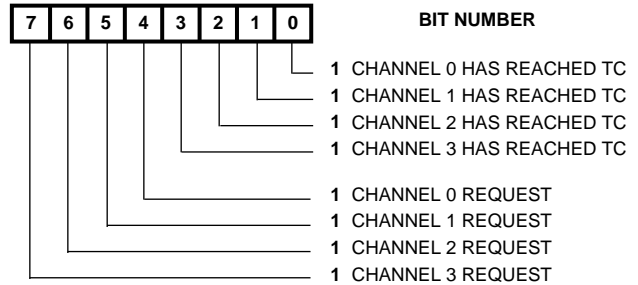 7 6 5 4 3 2 1 0 BIT NUMBER
1 CHANNEL 0 HAS REACHED TC
1 CHANNEL 1 HAS REACHED TC
1 CHANNEL 2 HAS REACHED TC
1 CHANNEL 3 HAS REACHED TC
1 CHANNEL 0 REQUEST
1 CHANNEL 1 REQUEST
1 CHANNEL 2 REQUEST
1 CHANNEL 3 REQUEST